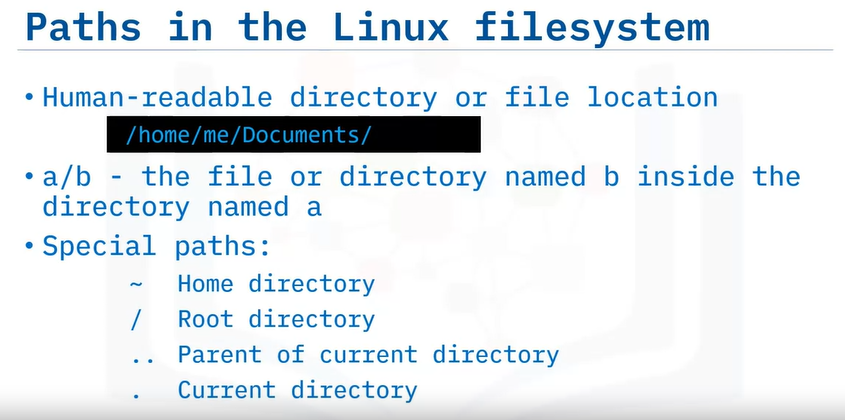 Paths in the Linux filesystem
• Human-readable directory or file location
/home/me/Documents/
• a/b - the file or directory named b inside the
directory named a
• Special paths:
~ Home directory
/ Root directory
.. Parent of current directory
. Current directory